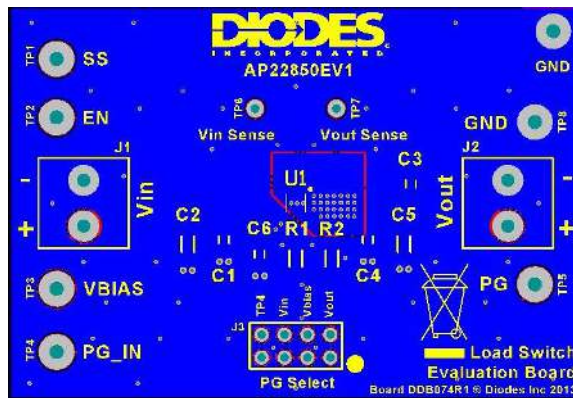 DIODES
INCORPORATED
AP22850EV1
TP1
SS
TP2
EN
TP6
Vin Sense
TP7
Vout Sense
GND
GND
TP8
J1
-
+
Vin
J2
-
+
Vout
U1
C3
C2
C6
R1
R2
C5
C1
C4
TP3
VBIAS
PG
TP5
TP4
PG_IN
TP4
Vin
Vbias
Vout
J3
PG Select
Load Switch
Evaluation Board
Board DDB074R1 © Diodes Inc 2013